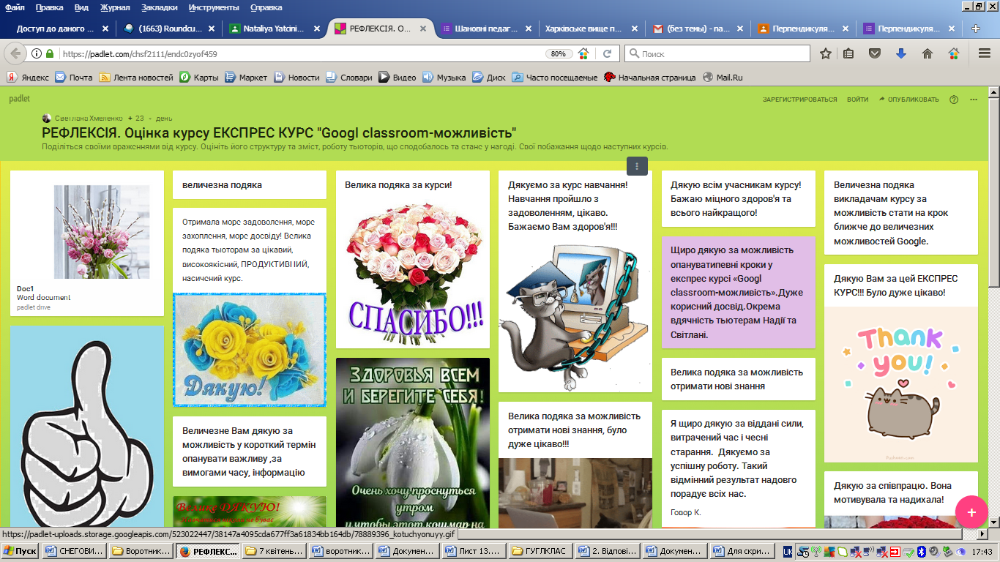 Файл Правка Вид Журнал Закладки Инструменты Справка
Доступ до даного ... (1663) Roundcu... Nataliya Yatcini... РЕФЛЕКСІЯ. О... Шановні педаг... Харківське вище п... (без темы) - na... Перпендикуля... Перпендикуля...
https://padlet.com/chsf2111/endc0zyof459 80% Поиск
Яндекс Почта Лента новостей Карты Маркет Новости Словари Видео Музыка Диск Часто посещаемые Начальная страница Mail.Ru
padlet ЗАРЕГИСТРИРОВАТЬСЯ ВОЙТИ ОПУБЛИКОВАТЬ
Светлана Хмеленко + 23 • день
РЕФЛЕКСІЯ. Оцінка курсу ЕКСПРЕС КУРС "Googl classroom-можливість"
Поділіться своїми враженнями від курсу. Оцініть його структуру та зміст, роботу тьюторів, що сподобалось та стане у нагоді. Свої побажання щодо наступних курсів.
Doc1
Word document
padlet drive
величезна подяка
Отримала море задоволення, море
захоплення, море досвіду! Велика
подяка тьюторам за цікавий,
високоякісний, ПРОДУКТИВНИЙ,
насичений курс.
Дякую!
Величезне Вам дякую за
можливість у короткий термін
опанувати важливу ,за
вимогами часу, інформацію
Велике ДЯКУЮ!
Велика подяка за курси!
СПАСИБО!!!
ЗДОРОВЬЯ ВСЕМ
И БЕРЕГИТЕ СЕБЯ!
Очень хочу проснуться
утром
и чтобы этот кошмар на
Дякуємо за курс навчання!
Навчання пройшло з
задоволенням, цікаво.
Бажаємо Вам здоров'я!!!
Велика подяка за можливість
отримати нові знання, було
дуже цікаво!!!
Дякую всім учасникам курсу!
Бажаю міцного здоров'я та
всього найкращого!
Щиро дякую за можливість
опануватипевні кроки у
експрес курсі «Googl
classroom-можливість».Дуже
корисний досвід.Окрема
вдячність тьютерам Надії та
Світлані.
Велика подяка за можливість
отримати нові знання
Я щиро дякую за віддані сили,
витрачений час і чесні
старання. Дякуємо за
успішну роботу. Такий
відмінний результат надовго
порадує всіх нас.
Говор К.
Величезна подяка
викладачам курсу за
можливість стати на крок
ближче до величезних
можливостей Google.
Дякую Вам за цей ЕКСПРЕС
КУРС!!! Було дуже цікаво!
Thank
you!
Pusheen.com
Дякую за співпрацю. Вона
мотивувала та надихала!
https://padlet-uploads.storage.googleapis.com/523022447/38147a4095cda677ff3a61834bb164db/78889396_kotuchyonuyy.gif
Пуск СНЕГОВИ... Воротник... РЕФЛЕКС... 7 квітень... воротник... Докумен... Лист 13.... ГУГЛКЛАС 2. Відпові... Докумен... Для скри... UK 17:43